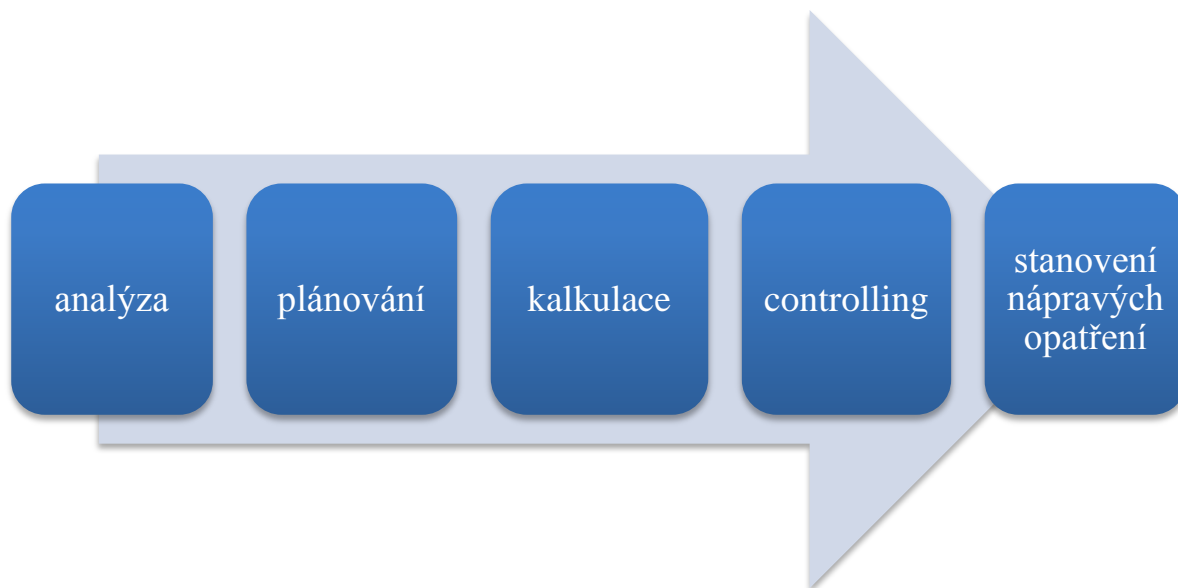 analýza
plánování
kalkulace
controlling
stanovení
nápravých
opatření